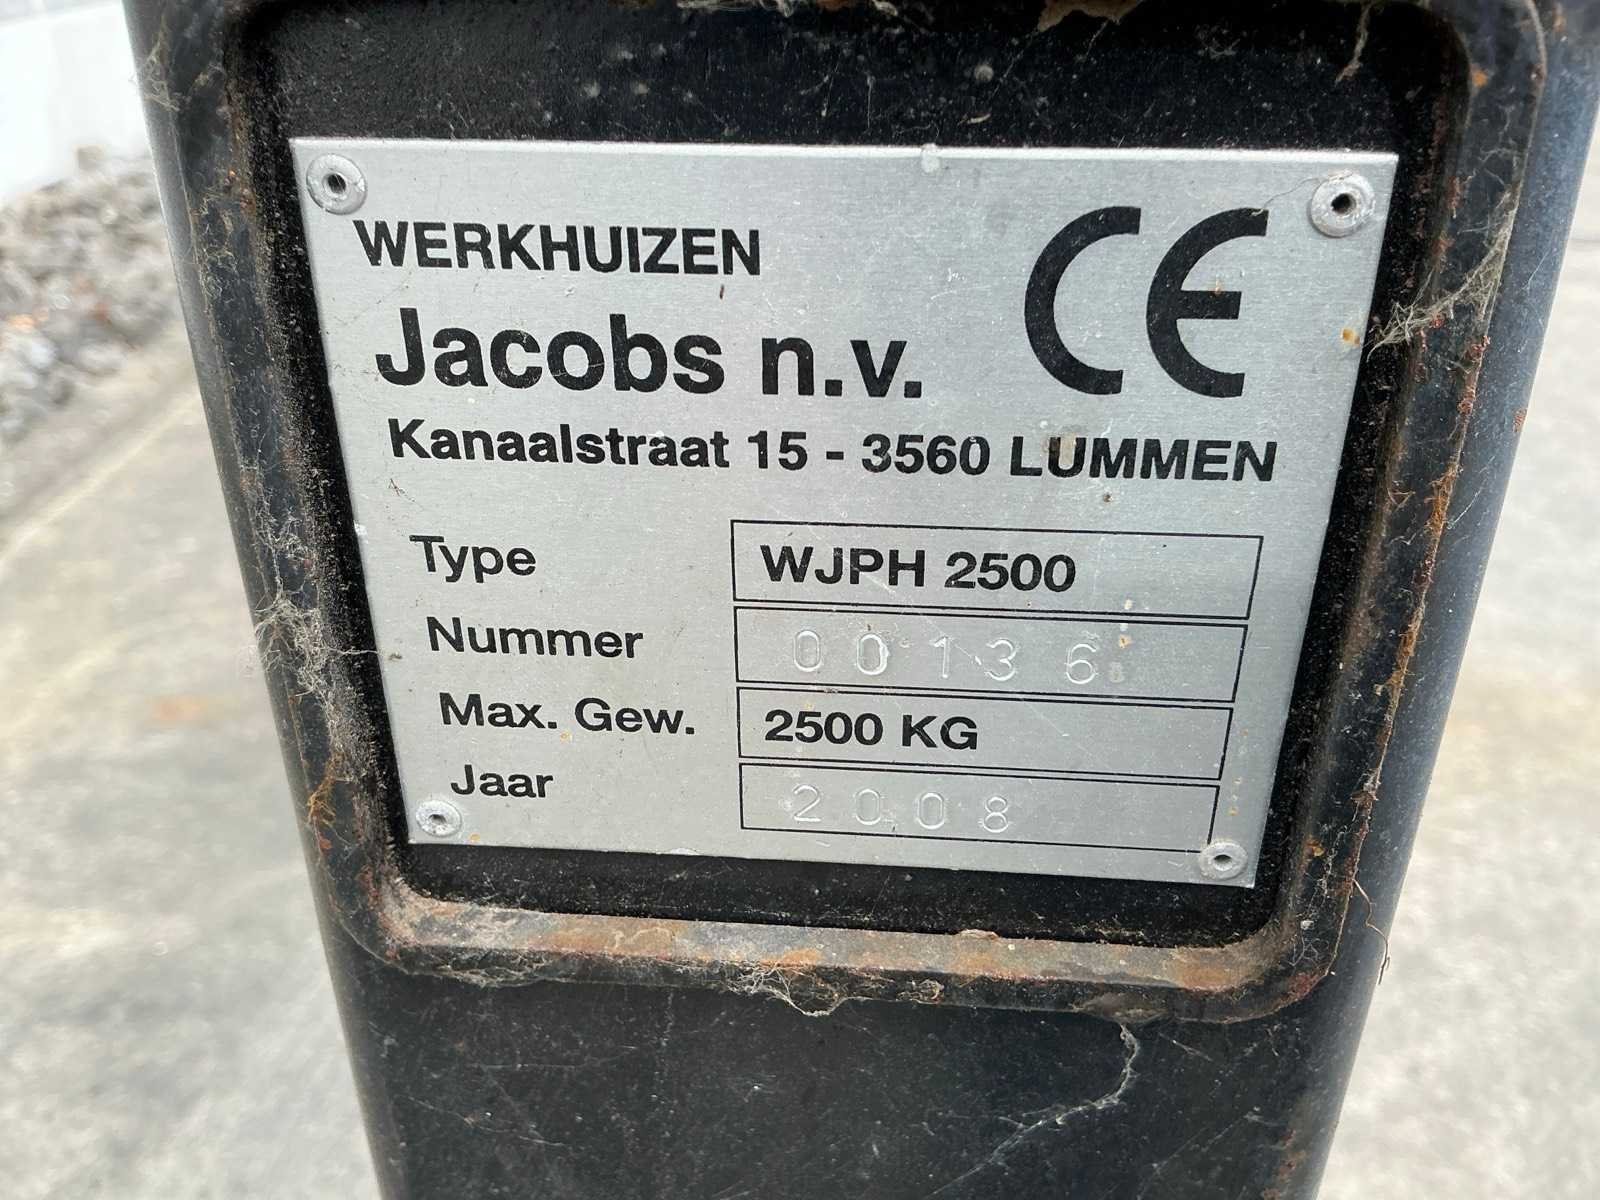 WERKHUIZEN
Jacobs n.v.
CE
Kanaalstraat 15 - 3560 LUMMEN
Type WJPH 2500
Nummer 00136
Max. Gew. 2500 KG
Jaar 2008